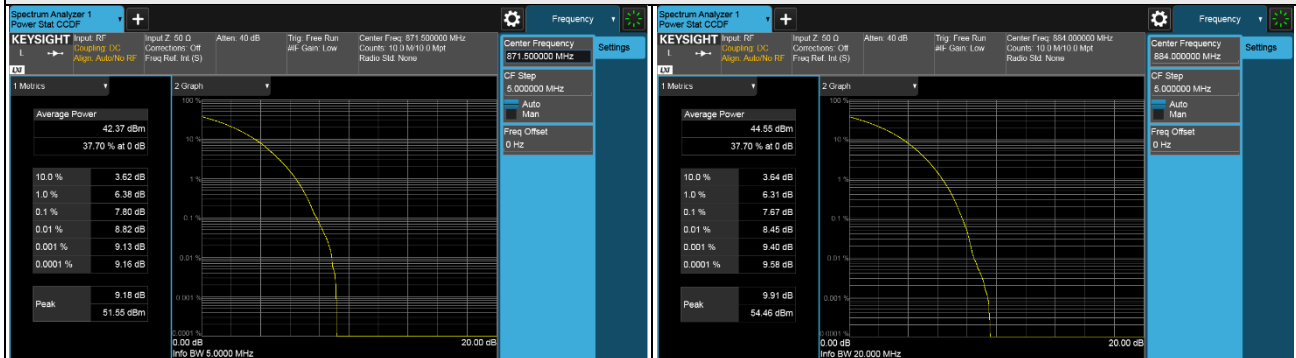 Spectrum Analyzer 1
Power Stat CCDF
Frequency
KEYSIGHT
L
LXI
Input: RF
Coupling: DC
Align: Auto/No RF
Input Z: 50 Ω
Corrections: Off
Freq Ref: Int (S)
Atten: 40 dB
Trig: Free Run
#IF Gain: Low
Center Freq: 871.500000 MHz
Counts: 10.0 M/10.0 Mpt
Radio Std: None
Center Frequency
871.500000 MHz
Settings
CF Step
5.000000 MHz
Auto
Man
Freq Offset
0 Hz
1 Metrics
2 Graph
Average Power
42.37 dBm
37.70 % at 0 dB
10.0 % 3.62 dB
1.0 % 6.38 dB
0.1 % 7.80 dB
0.01 % 8.82 dB
0.001 % 9.13 dB
0.0001 % 9.16 dB
Peak
9.18 dB
51.55 dBm
100 %
10 %
1 %
0.1 %
0.01 %
0.001 %
0.0001 %
0.00 dB 20.00 dB
Info BW 5.0000 MHz
Spectrum Analyzer 1
Power Stat CCDF
Frequency
KEYSIGHT
L
LXI
Input: RF
Coupling: DC
Align: Auto/No RF
Input Z: 50 Ω
Corrections: Off
Freq Ref: Int (S)
Atten: 40 dB
Trig: Free Run
#IF Gain: Low
Center Freq: 884.000000 MHz
Counts: 10.0 M/10.0 Mpt
Radio Std: None
Center Frequency
884.000000 MHz
Settings
CF Step
5.000000 MHz
Auto
Man
Freq Offset
0 Hz
1 Metrics
2 Graph
Average Power
44.55 dBm
37.70 % at 0 dB
10.0 % 3.64 dB
1.0 % 6.31 dB
0.1 % 7.67 dB
0.01 % 8.45 dB
0.001 % 9.40 dB
0.0001 % 9.58 dB
Peak
9.91 dB
54.46 dBm
100 %
10 %
1 %
0.1 %
0.01 %
0.001 %
0.0001 %
0.00 dB 20.00 dB
Info BW 20.000 MHz